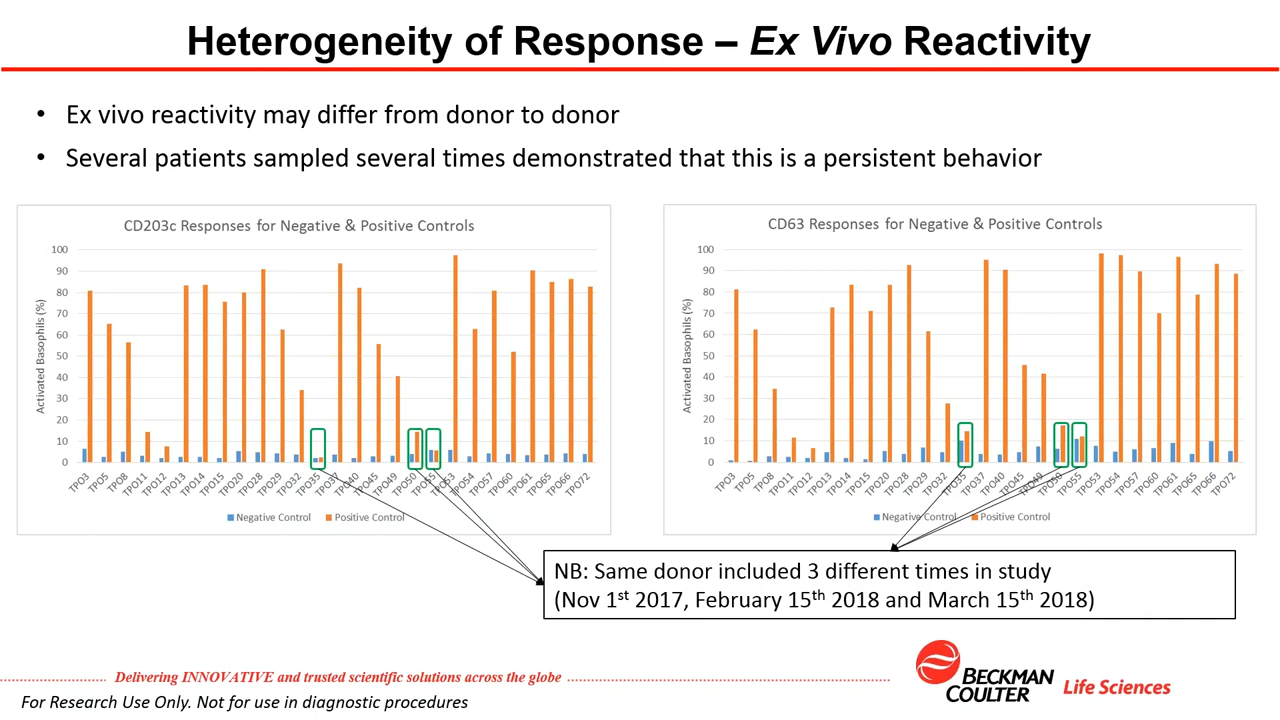 Heterogeneity of Response – Ex Vivo Reactivity
• Ex vivo reactivity may differ from donor to donor
• Several patients sampled several times demonstrated that this is a persistent behavior
CD203c Responses for Negative & Positive Controls
Activated Basophils (%)
100
90
80
70
60
50
40
30
20
10
0
TPO3 TPO5 TPO8 TPO11 TPO12 TPO13 TPO14 TPO15 TPO20 TPO28 TPO29 TPO32 TPO35 TPO40 TPO45 TPO49 TPO50 TPO55 TPO53 TPO54 TPO57 TPO60 TPO61 TPO65 TPO66 TPO72
Negative Control Positive Control
CD63 Responses for Negative & Positive Controls
Activated Basophils (%)
100
90
80
70
60
50
40
30
20
10
0
TPO3 TPO5 TPO8 TPO11 TPO12 TPO13 TPO14 TPO15 TPO20 TPO28 TPO29 TPO32 TPO35 TPO37 TPO40 TPO45 TPO49 TPO50 TPO55 TPO53 TPO54 TPO57 TPO60 TPO61 TPO65 TPO66 TPO72
Negative Control Positive Control
NB: Same donor included 3 different times in study
(Nov 1st 2017, February 15th 2018 and March 15th 2018)
Delivering INNOVATIVE and trusted scientific solutions across the globe
For Research Use Only. Not for use in diagnostic procedures
BECKMAN
COULTER
Life Sciences